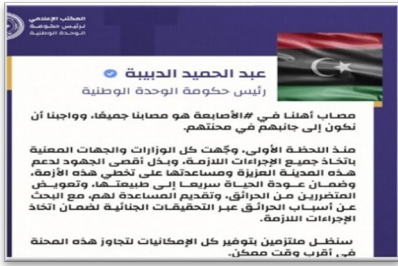 المكتب الإعلامي
لرئيس حكومة
الوحدة الوطنية
عبد الحميد الدبيبة
رئيس حكومة الوحدة الوطنية
مصاب أهلنا في #الأصابعة هو مصابنا جميعًا، وواجبنا أن
نكون إلى جانبهم في محنتهم.
منذ اللحظة الأولى، وجّهت كل الوزارات والجهات المعنية
باتخاذ جميع الإجراءات اللازمة، وبذل أقصى الجهود لدعم
هذه المدينة العزيزة ومساعدتها على تخطي هذه الأزمة،
وضمان عودة الحياة سريعا إلى طبيعتها، وتعويض
المتضررين من الحرائق، وتقديم المساعدة لهم، مع البحث
عن أسباب الحرائق عبر التحقيقات الجنائية لضمان اتخاذ
الإجراءات اللازمة.
سنظل ملتزمين بتوفير كل الإمكانيات لتجاوز هذه المحنة
في أقرب وقت ممكن.